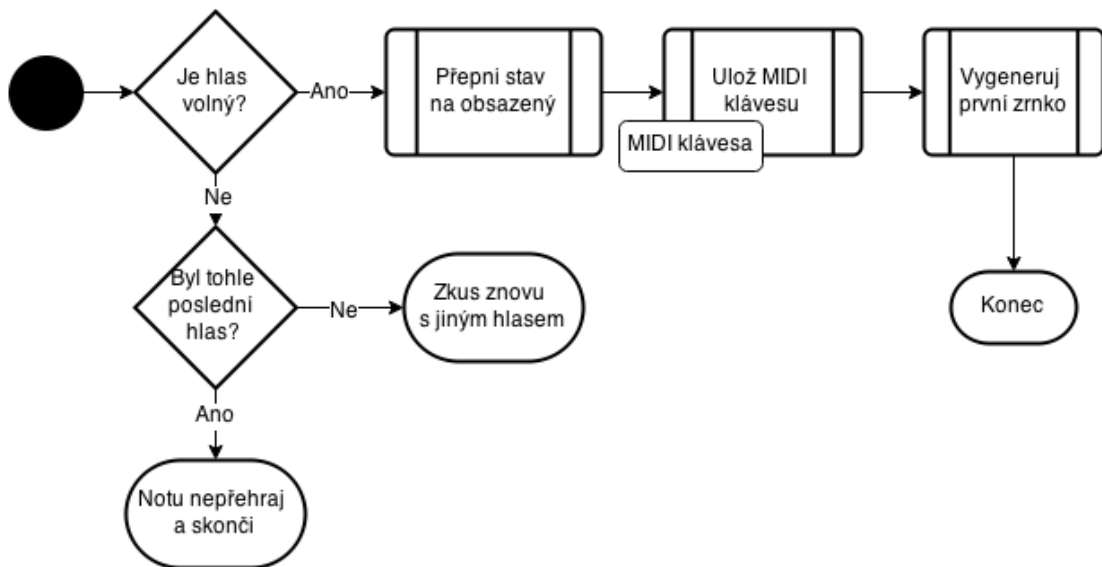 Je hlas
volný?
Ano
Přepni stav
na obsazený
Ulož MIDI
klávesu
MIDI klávesa
Vygeneruj
první zrnko
Ne
Byl tohle
poslední
hlas?
Ne
Zkus znovu
s jiným hlasem
Konec
Ano
Notu nepřehraj
a skonči